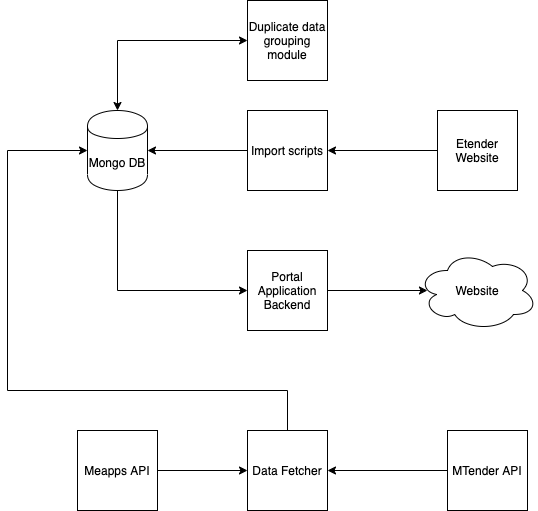 Duplicate data
grouping
module
Mongo DB
Import scripts
Etender
Website
Portal
Application
Backend
Website
Meapps API
Data Fetcher
MTender API